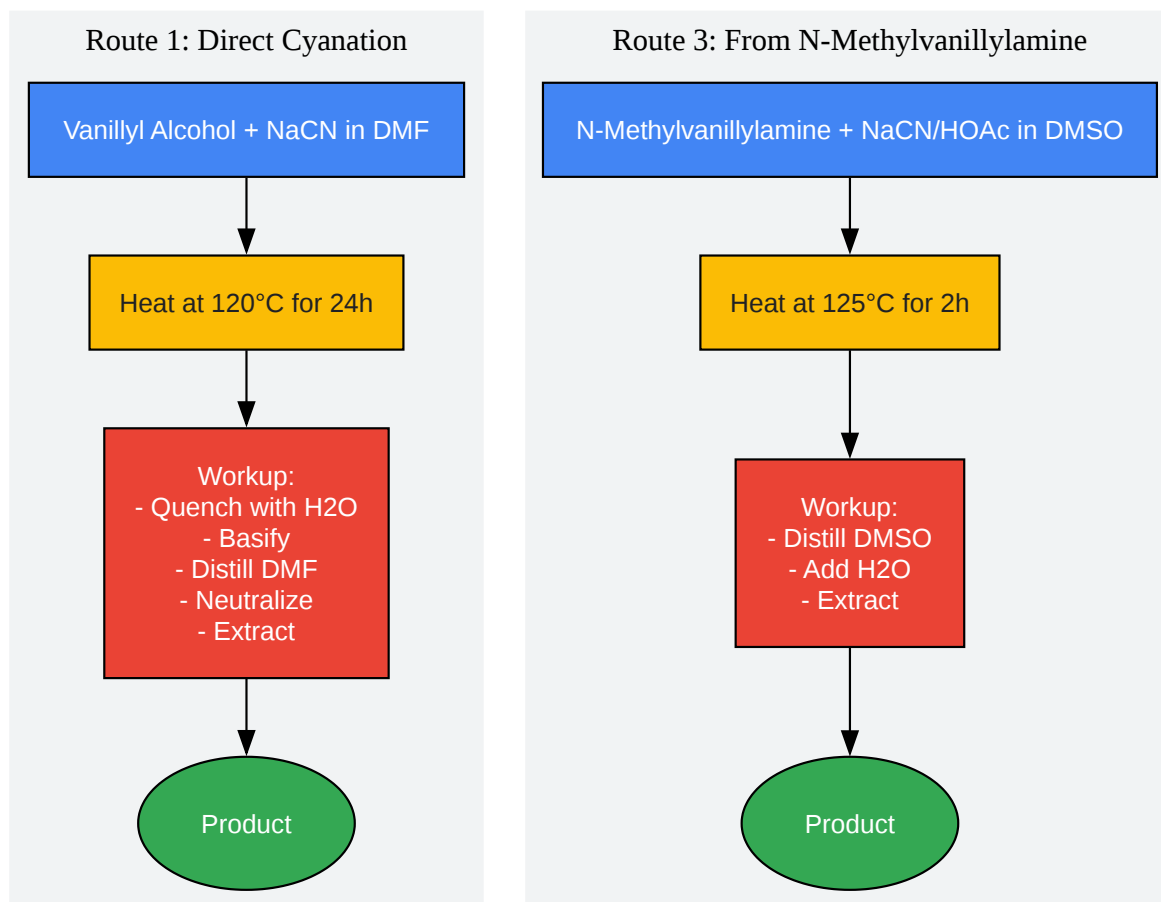 Route 1: Direct Cyanation
Vanillyl Alcohol + NaCN in DMF
Heat at 120°C for 24h
Workup:
- Quench with H2O
- Basify
- Distill DMF
- Neutralize
- Extract
Product
Route 3: From N-Methylvanillylamine
N-Methylvanillylamine + NaCN/HOAc in DMSO
Heat at 125°C for 2h
Workup:
- Distill DMSO
- Add H2O
- Extract
Product